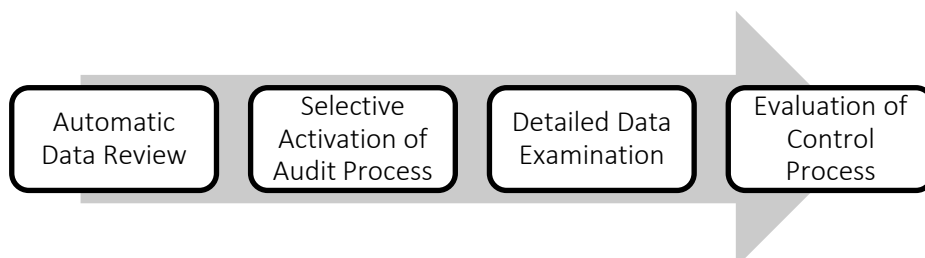 Automatic
Data Review
Selective
Activation of
Audit Process
Detailed Data
Examination
Evaluation of
Control
Process